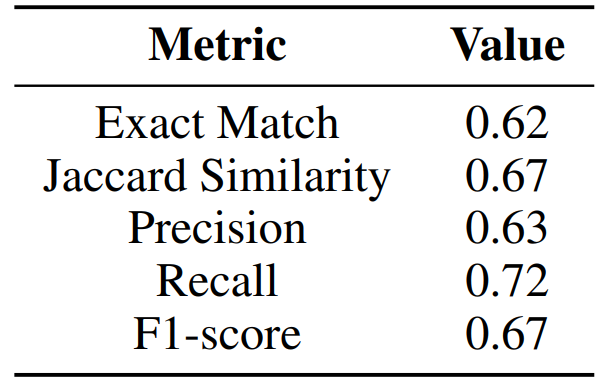 Metric Value
Exact Match 0.62
Jaccard Similarity 0.67
Precision 0.63
Recall 0.72
F1-score 0.67